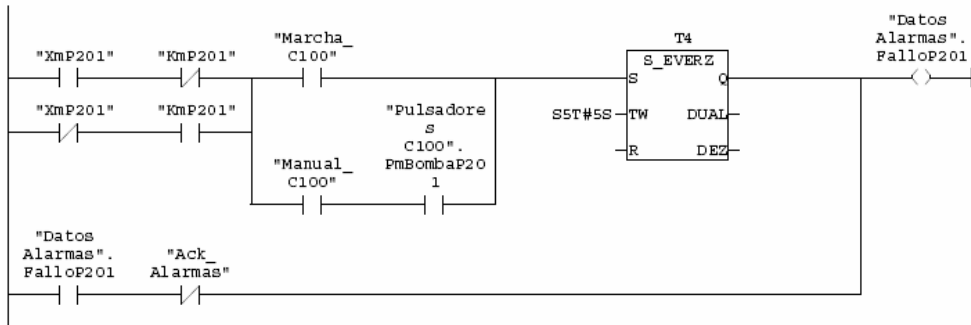 "Datos
Alarmas".
FalloP201
"Marcha_
C100"
T4
"XmP201"
"KmP201"
S_EVERZ
S
Q
"XmP201"
"KmP201"
"Pulsadore
s
C100".
PmBombaP20
1
S5T#5S
TW
DUAL
R
DEZ
"Manual_
C100"
"Datos
Alarmas".
FalloP201
"Ack_
Alarmas"